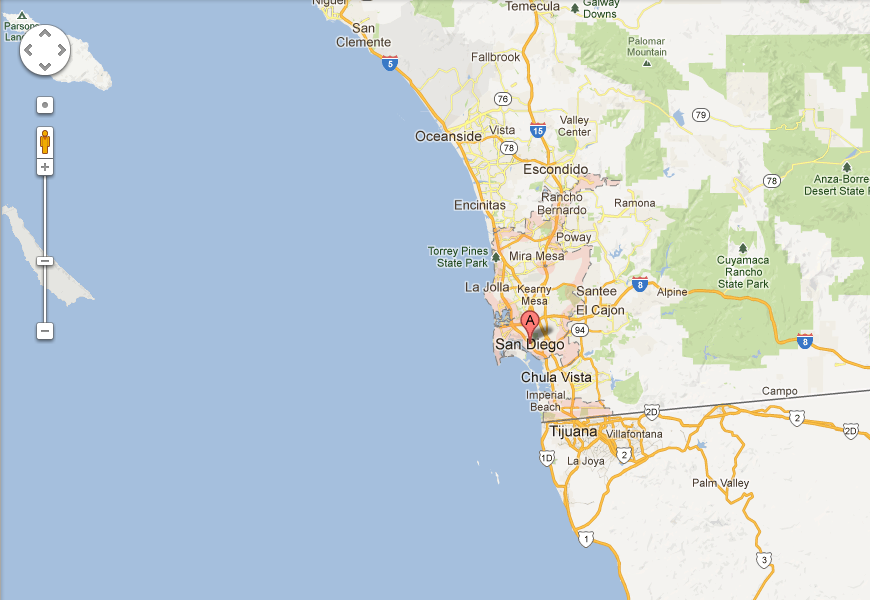 Niguel
Temecula
Galway
Downs
Parsons
San
Clemente
5
Fallbrook
Palomar
Mountain
76
79
Oceanside
Vista
15
Valley
Center
78
Escondido
78
Anza-Borre
Desert State P
Encinitas
Rancho
Bernardo
Ramona
Poway
Torrey Pines
State Park
Mira Mesa
Cuyamaca
Rancho
State Park
La Jolla
Kearny
Mesa
Santee
8
Alpine
El Cajon
A
94
San Diego
8
Chula Vista
Campo
Imperial
Beach
2D
2
2D
Tijuana
Villafontana
1D
La Joya
2
Palm Valley
1
3